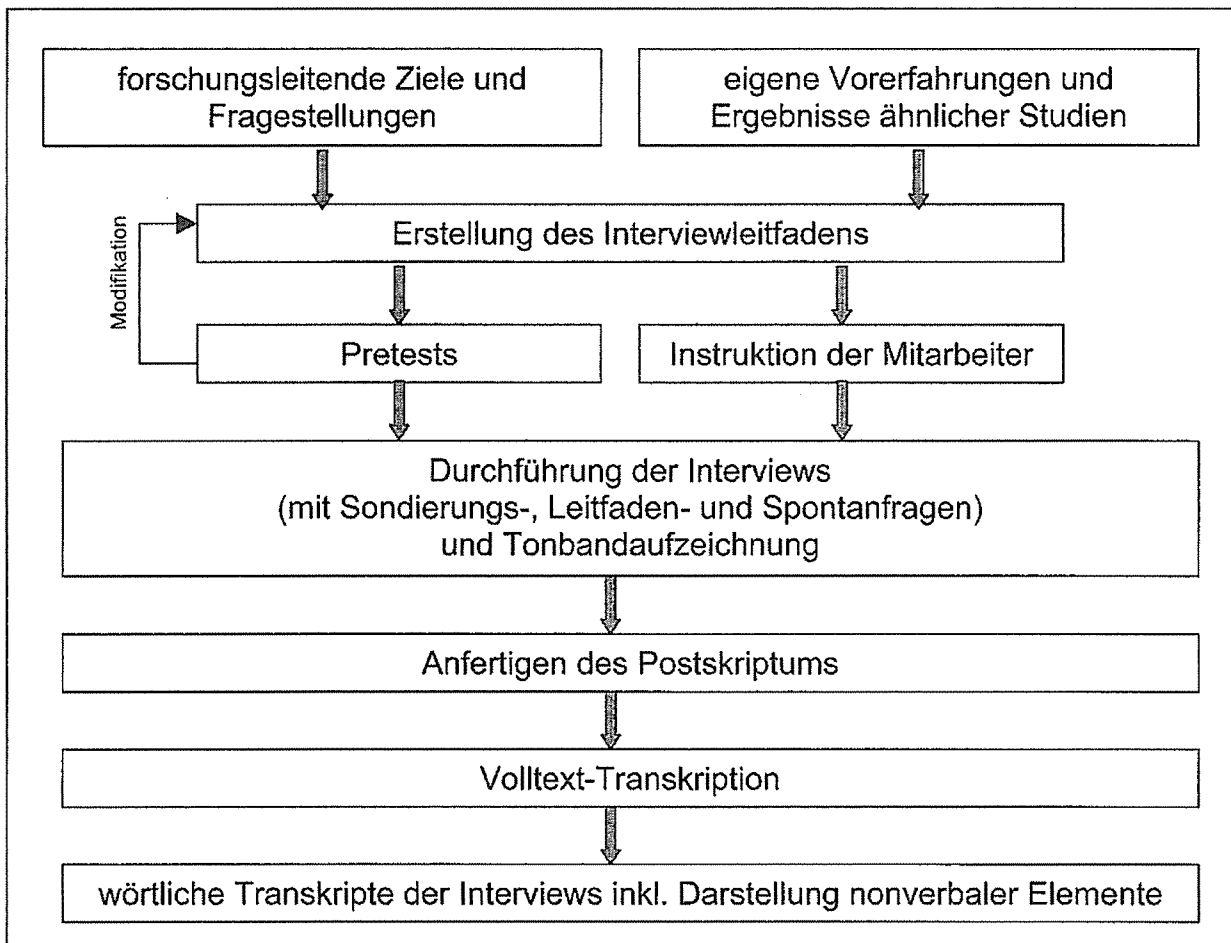 forschungsleitende Ziele und
Fragestellungen
eigene Vorerfahrungen und
Ergebnisse ähnlicher Studien
Modifikation
Erstellung des Interviewleitfadens
Pretests
Instruktion der Mitarbeiter
Durchführung der Interviews
(mit Sondierungs-, Leitfaden- und Spontanfragen)
und Tonbandaufzeichnung
Anfertigen des Postskriptums
Volltext-Transkription
wörtliche Transkripte der Interviews inkl. Darstellung nonverbaler Elemente